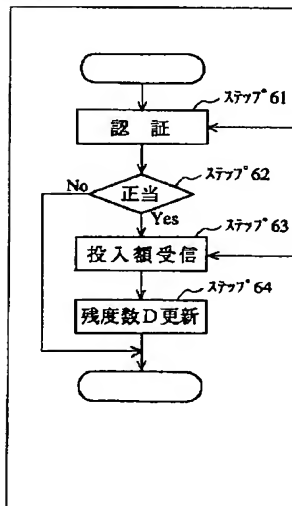 ステップ61
認証
ステップ62
No
正当
Yes
ステップ63
投入額受信
ステップ64
残度数D更新